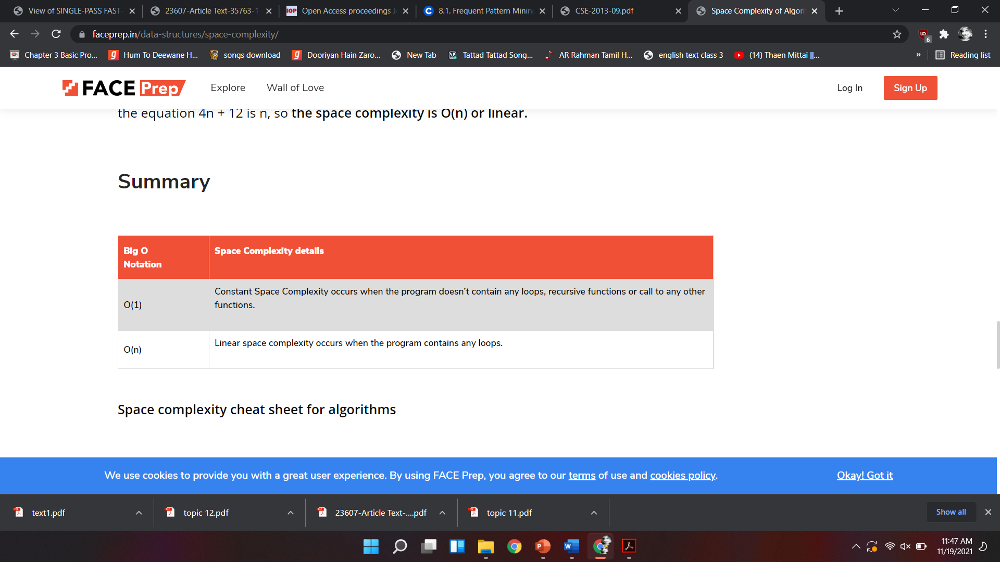 View of SINGLE-PASS FAST-
23607-Article Text-35763-1-
IOP Open Access proceedings Jo
8.1. Frequent Pattern Mining
CSE-2013-09.pdf
Space Complexity of Algorit
faceprep.in/data-structures/space-complexity/
6
Chapter 3 Basic Pro...
Hum To Deewane H...
songs download
Dooriyan Hain Zaro...
New Tab
Tattad Tattad Song...
AR Rahman Tamil H...
english text class 3
(14) Thaen Mittai ||...
»
Reading list
FACE Prep
Explore
Wall of Love
Log In
Sign Up
the equation 4n + 12 is n, so the space complexity is O(n) or linear.
Summary
Big O
Notation
Space Complexity details
O(1)
Constant Space Complexity occurs when the program doesn’t contain any loops, recursive functions or call to any other
functions.
O(n)
Linear space complexity occurs when the program contains any loops.
Space complexity cheat sheet for algorithms
We use cookies to provide you with a great user experience. By using FACE Prep, you agree to our terms of use and cookies policy.
Okay! Got it
text1.pdf
topic 12.pdf
23607-Article Text-....pdf
topic 11.pdf
Show all
11:47 AM
11/19/2021